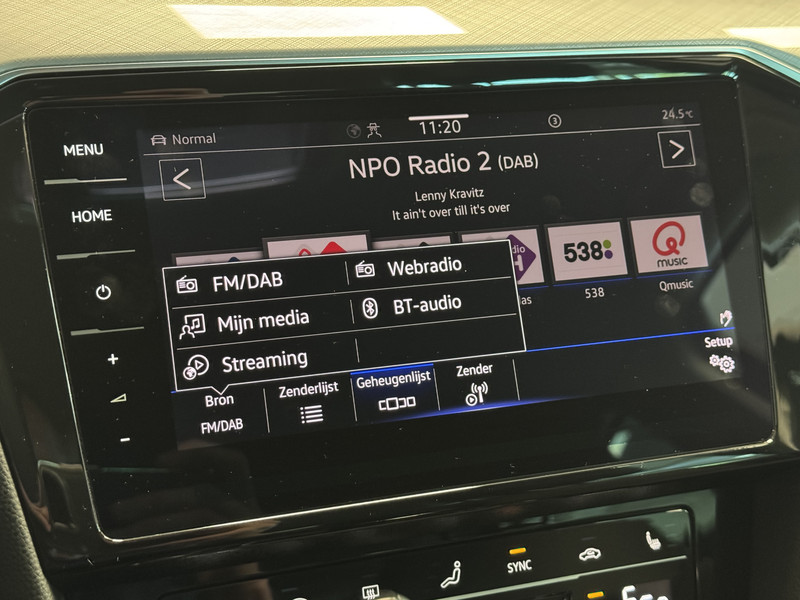 MENU
HOME
Normal
11:20
3
24.5°C
NPO Radio 2 (DAB)
Lenny Kravitz
It ain't over till it's over
538
538
Q
MUSIC
Qmusic
FM/DAB
Webradio
Mijn media
BT-audio
Streaming
Bron
FM/DAB
Zenderlijst
Geheugenlijst
Zender
Setup
+
-
SYNC